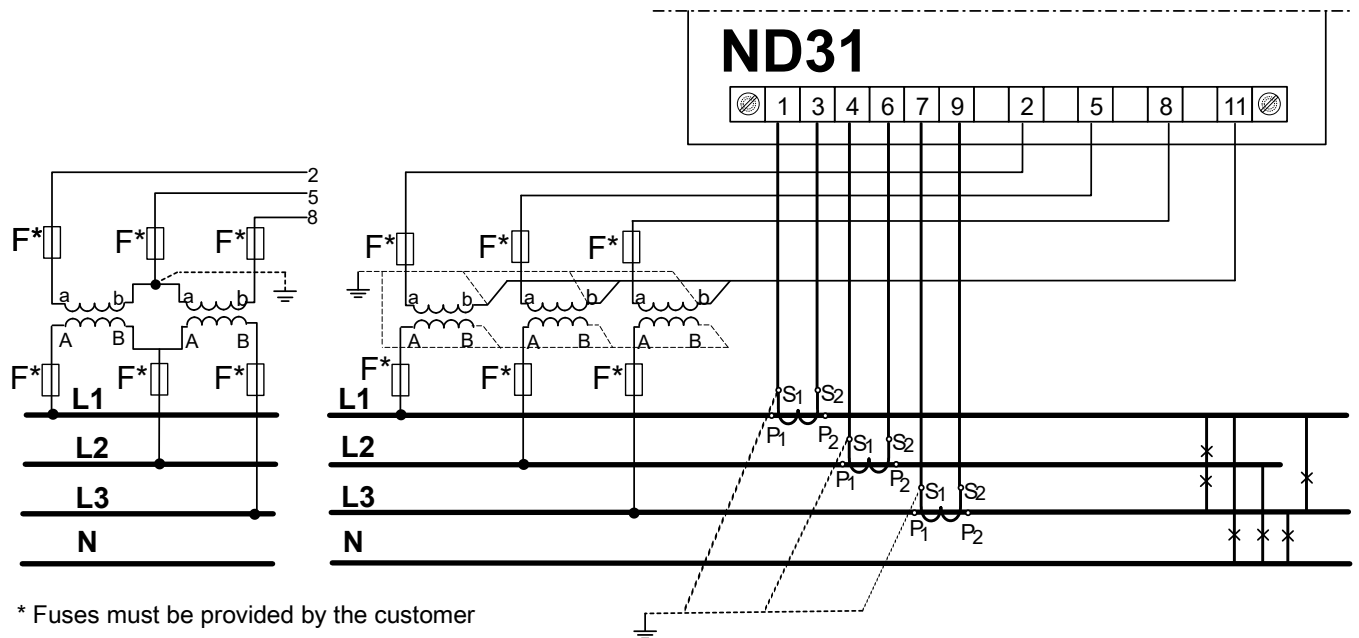 ND31
1 3 4 6 7 9 2 5 8 11
2
5
8
F* F* F* F* F* F*
a b a b a b a b a b
A B A B A B A B A B
F* F* F* F* F* F*
L1 L1 S1 S2
P1 P2
L2 L2 S1 S2
P1 P2
L3 L3 S1 S2
P1 P2
N N
* Fuses must be provided by the customer